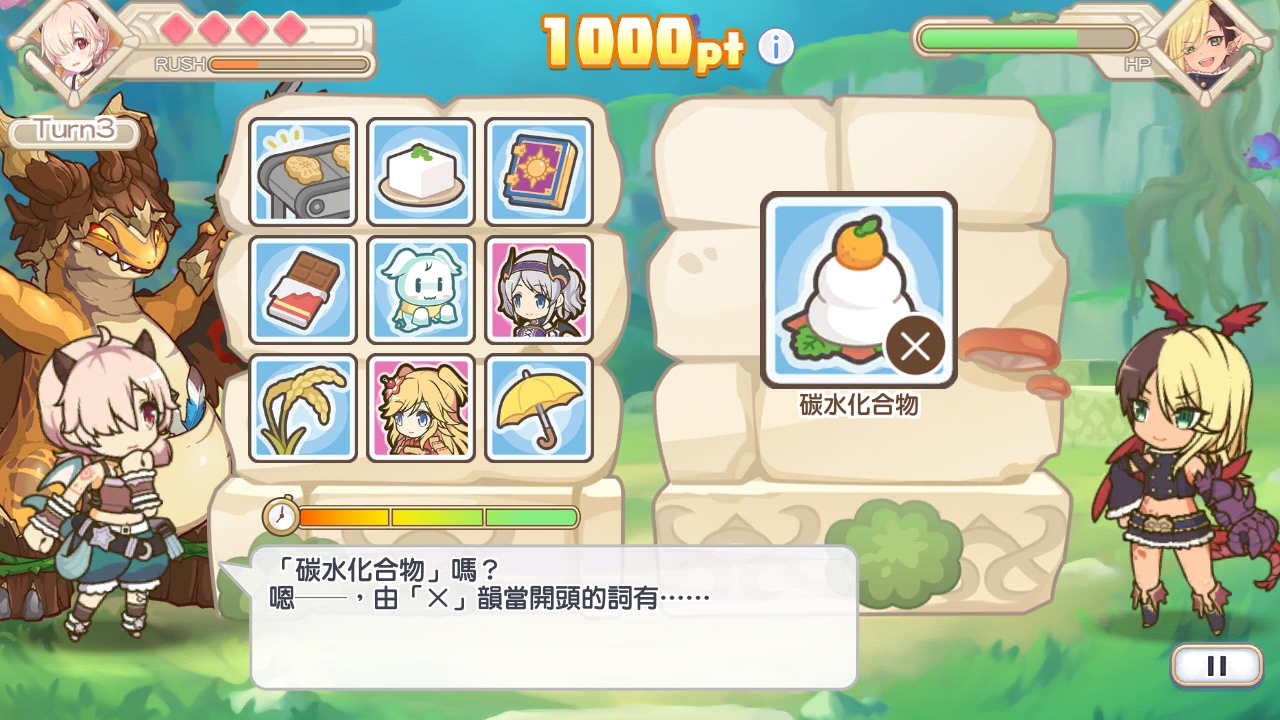 1000pt
i
RUSH
HP
Turn3
碳水化合物
「碳水化合物」嗎？
嗯——，由「ㄨ」韻當開頭的詞有……